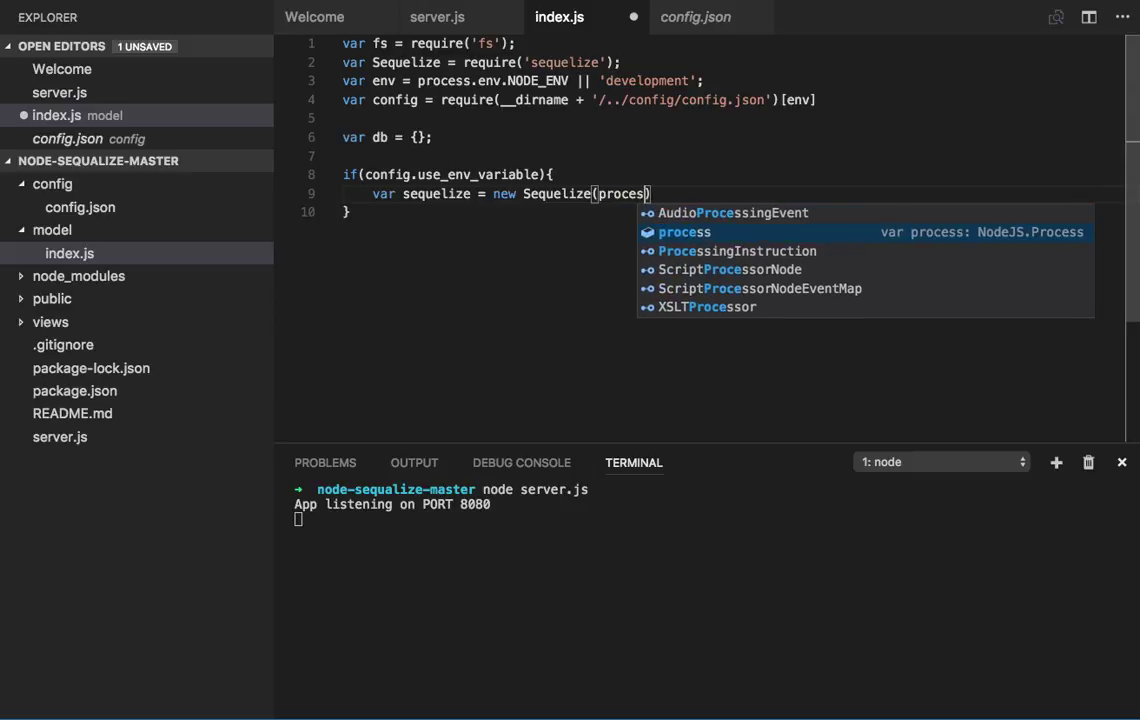 EXPLORER
OPEN EDITORS 1 UNSAVED
Welcome
server.js
index.js model
config.json config
NODE-SEQUALIZE-MASTER
config
config.json
model
index.js
node_modules
public
views
.gitignore
package-lock.json
package.json
README.md
server.js
Welcome server.js index.js config.json
1 var fs = require('fs');
2 var Sequelize = require('sequelize');
3 var env = process.env.NODE_ENV || 'development';
4 var config = require(__dirname + '/../config/config.json')[env]
5
6 var db = {};
7
8 if(config.use_env_variable){
9 var sequelize = new Sequelize(proces)
10 }
AudioProcessingEvent
process var process: NodeJS.Process
ProcessingInstruction
ScriptProcessorNode
ScriptProcessorNodeEventMap
XSLTProcessor
PROBLEMS OUTPUT DEBUG CONSOLE TERMINAL 1: node
→ node-sequalize-master node server.js
App listening on PORT 8080